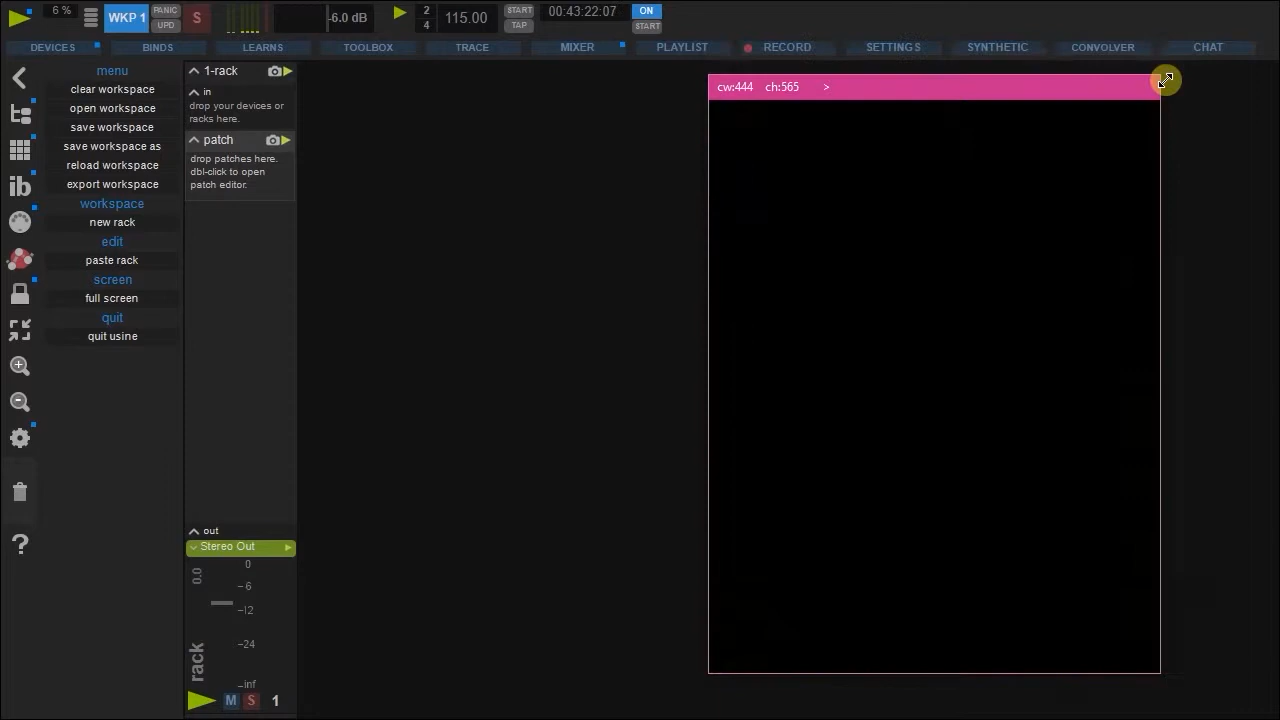 6 %
WKP 1
PANIC
UPD
S
-6.0 dB
2
4
115.00
START
TAP
00:43:22:07
ON
START
DEVICES
BINDS
LEARNS
TOOLBOX
TRACE
MIXER
PLAYLIST
RECORD
SETTINGS
SYNTHETIC
CONVOLVER
CHAT
menu
clear workspace
open workspace
save workspace
save workspace as
reload workspace
export workspace
workspace
new rack
edit
paste rack
screen
full screen
quit
quit usine
ib
?
1-rack
in
drop your devices or
racks here.
patch
drop patches here.
dbl-click to open
patch editor.
out
Stereo Out
0.0
0
-6
-12
-24
-inf
rack
M
S
1
cw:444 ch:565 >